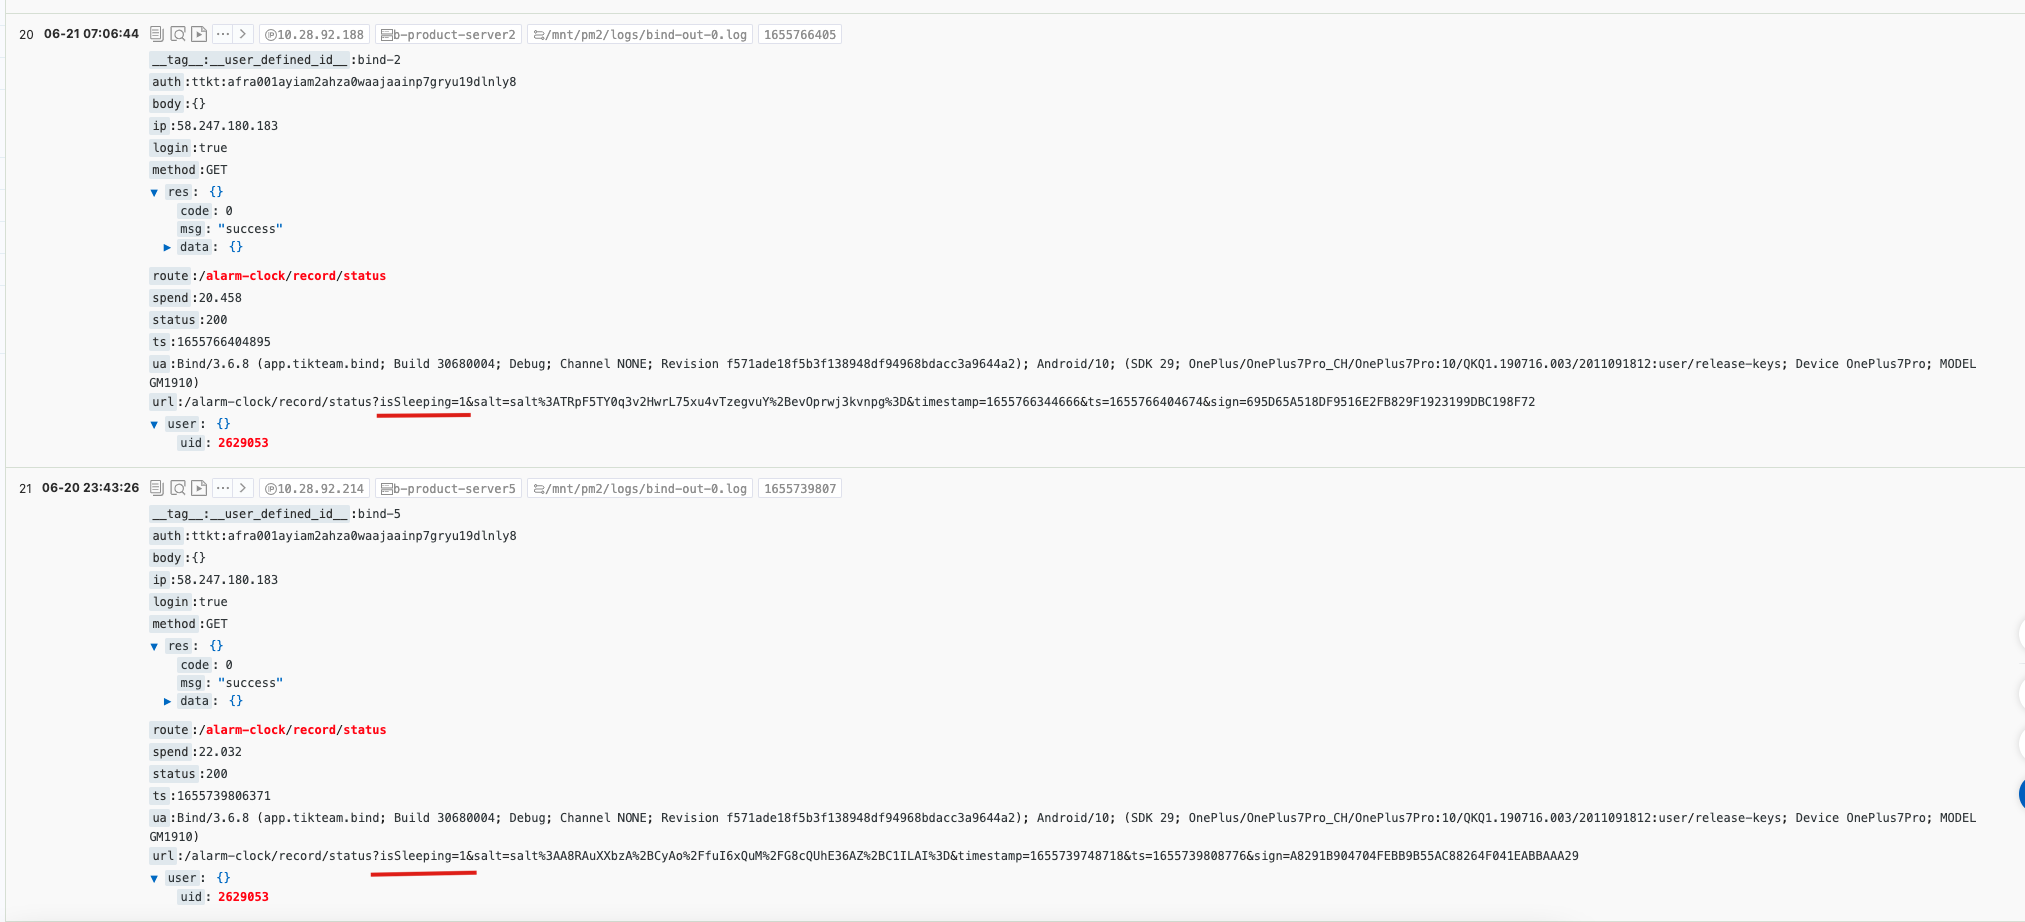 20 06-21 07:06:44 ··· > 10.28.92.188 b-product-server2 /mnt/pm2/logs/bind-out-0.log 1655766405
__tag__:__user_defined_id__ :bind-2
auth :ttkt:afra001ayiam2ahza0waajaainp7gryu19dlnly8
body :{}
ip :58.247.180.183
login :true
method :GET
▼ res : {}
code : 0
msg : "success"
▶ data : {}
route :/alarm-clock/record/status
spend :20.458
status :200
ts :1655766404895
ua :Bind/3.6.8 (app.tikteam.bind; Build 30680004; Debug; Channel NONE; Revision f571ade18f5b3f138948df94968bdacc3a9644a2); Android/10; (SDK 29; OnePlus/OnePlus7Pro_CH/OnePlus7Pro:10/QKQ1.190716.003/2011091812:user/release-keys; Device OnePlus7Pro; MODEL
GM1910)
url :/alarm-clock/record/status?isSleeping=1&salt=salt%3ATRpF5TY0q3v2HwrL75xu4vTzegvuY%2BevOprwj3kvnpg%3D&timestamp=1655766344666&ts=1655766404674&sign=695D65A518DF9516E2FB829F1923199DBC198F72
▼ user : {}
uid : 2629053
21 06-20 23:43:26 ··· > 10.28.92.214 b-product-server5 /mnt/pm2/logs/bind-out-0.log 1655739807
__tag__:__user_defined_id__ :bind-5
auth :ttkt:afra001ayiam2ahza0waajaainp7gryu19dlnly8
body :{}
ip :58.247.180.183
login :true
method :GET
▼ res : {}
code : 0
msg : "success"
▶ data : {}
route :/alarm-clock/record/status
spend :22.032
status :200
ts :1655739806371
ua :Bind/3.6.8 (app.tikteam.bind; Build 30680004; Debug; Channel NONE; Revision f571ade18f5b3f138948df94968bdacc3a9644a2); Android/10; (SDK 29; OnePlus/OnePlus7Pro_CH/OnePlus7Pro:10/QKQ1.190716.003/2011091812:user/release-keys; Device OnePlus7Pro; MODEL
GM1910)
url :/alarm-clock/record/status?isSleeping=1&salt=salt%3AA8RAuXXbzA%2BCyAo%2FfuI6xQuM%2FG8cQUhE36AZ%2BC1ILAI%3D&timestamp=1655739748718&ts=1655739808776&sign=A8291B904704FEBB9B55AC88264F041EABBAAA29
▼ user : {}
uid : 2629053